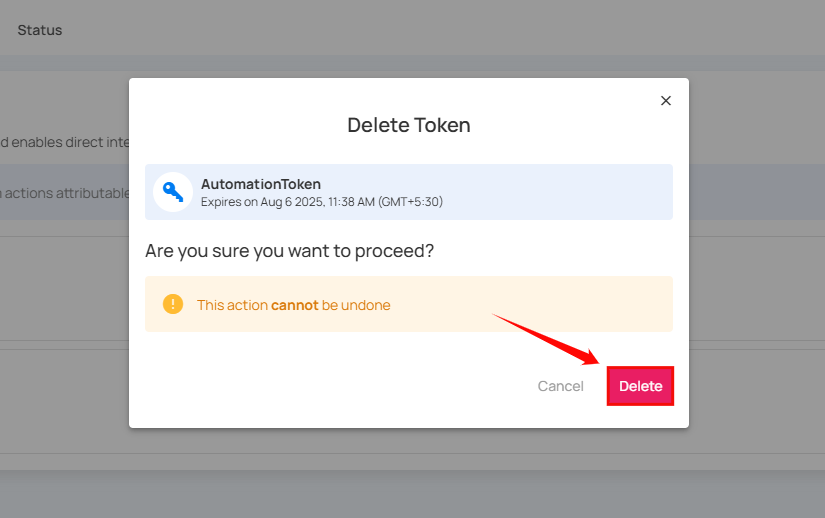 Status
Delete Token
AutomationToken
Expires on Aug 6 2025, 11:38 AM (GMT+5:30)
d enables direct inte
actions attributable
Are you sure you want to proceed?
This action cannot be undone
Cancel
Delete